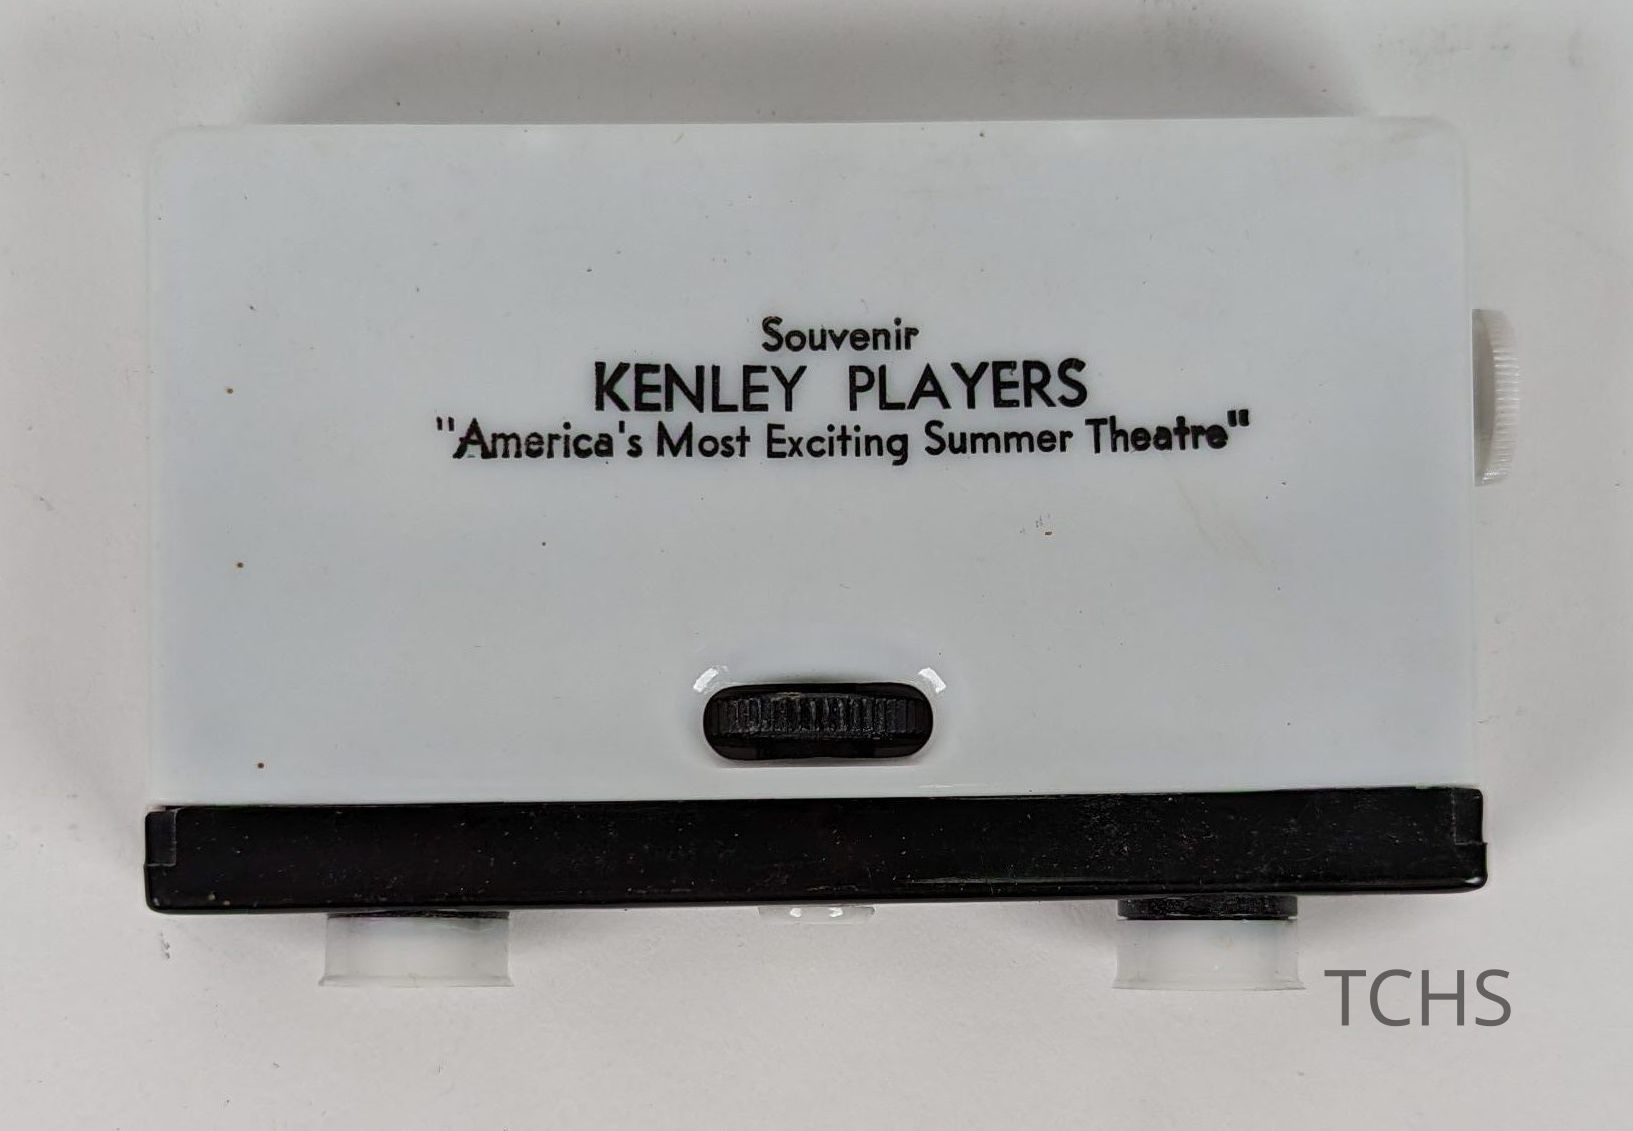 Souvenir
KENLEY PLAYERS
"America's Most Exciting Summer Theatre"
TCHS